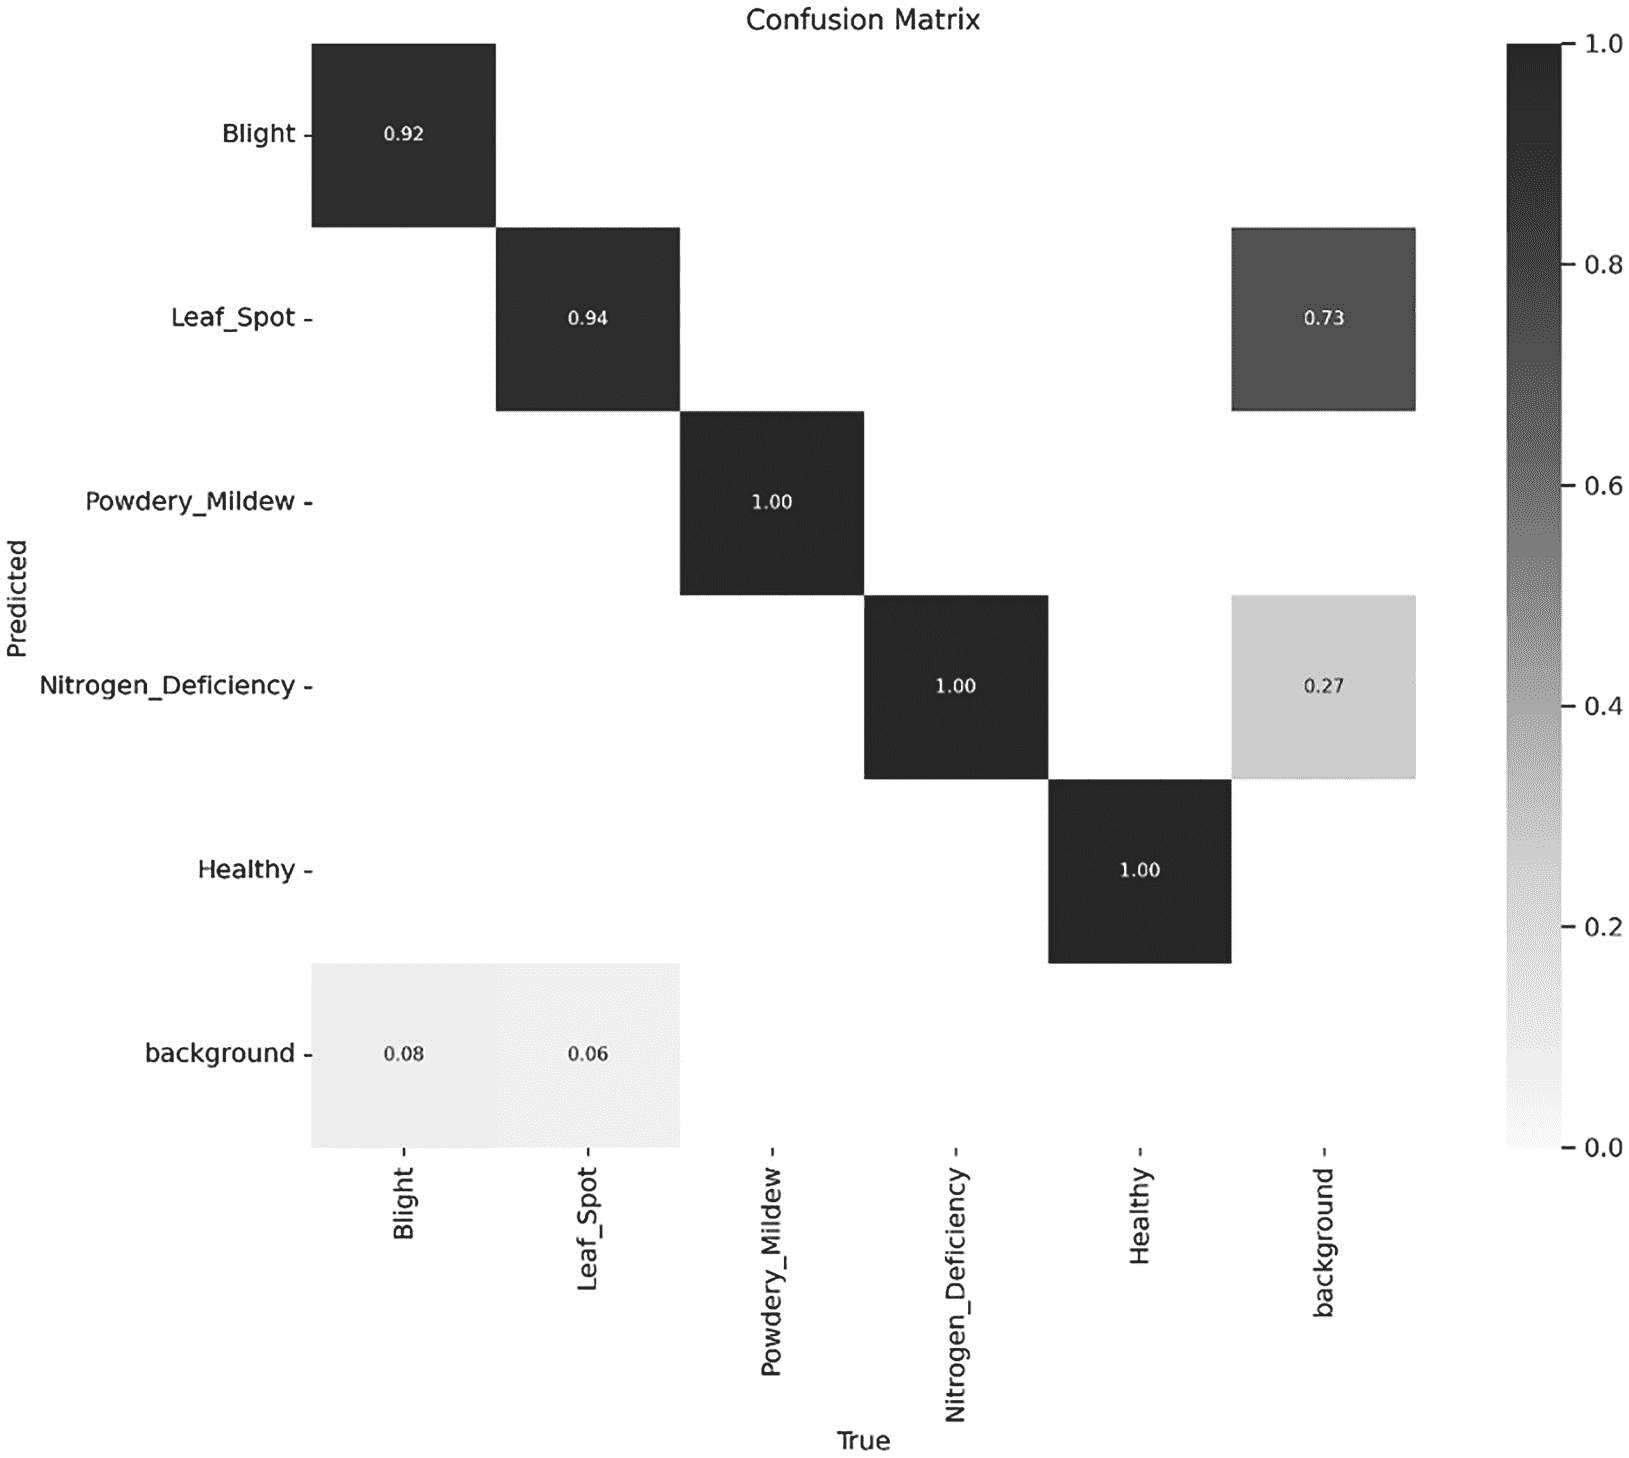 Confusion Matrix
Predicted
Blight
Leaf_Spot
Powdery_Mildew
Nitrogen_Deficiency
Healthy
background
0.92
0.94 0.73
1.00
1.00 0.27
1.00
0.08 0.06
Blight
Leaf_Spot
Powdery_Mildew
Nitrogen_Deficiency
Healthy
background
True
1.0
0.8
0.6
0.4
0.2
0.0